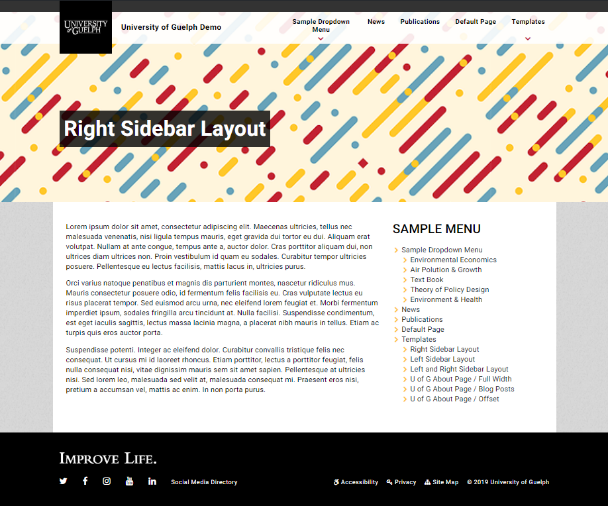 UNIVERSITY
OF GUELPH
University of Guelph Demo
Sample Dropdown
Menu
News
Publications
Default Page
Templates
Right Sidebar Layout
Lorem ipsum dolor sit amet, consectetur adipiscing elit. Maecenas ultricies, tellus nec
malesuada venenatis, nisi ligula tempus mauris, eget gravida dui tortor eu dui. Aliquam erat
volutpat. Nullam at ante congue, tempus ante a, auctor dolor. Cras porttitor aliquam dui, non
ultrices diam ultrices non. Proin vestibulum id quam eu sodales. Curabitur tempor ultricies
posuere. Pellentesque eu lectus facilisis, mattis lacus in, ultricies purus.
Orci varius natoque penatibus et magnis dis parturient montes, nascetur ridiculus mus.
Mauris consectetur posuere odio, id fermentum felis facilisis eu. Cras vulputate lectus eu
risus placerat tempor. Sed euismod arcu urna, nec eleifend lorem feugiat et. Morbi fermentum
imperdiet ipsum, sodales fringilla arcu tincidunt at. Nulla facilisi. Suspendisse condimentum,
est eget iaculis sagittis, lectus massa lacinia magna, a placerat nibh mauris in tellus. Etiam ac
turpis quis eros auctor porta.
Suspendisse potenti. Integer ac eleifend dolor. Curabitur convallis tristique felis nec
consequat. Ut cursus mi id laoreet rhoncus. Etiam porttitor, lectus a porttitor feugiat, felis
nulla consequat nisi, vitae dignissim mauris sem sit amet sapien. Pellentesque at ultricies
nisi. Sed lorem leo, malesuada sed velit at, malesuada consequat mi. Praesent eros nisi,
pretium a accumsan vel, mattis ac enim. In non porta purus.
SAMPLE MENU
Sample Dropdown Menu
Environmental Economics
Air Polution & Growth
Text Book
Theory of Policy Design
Environment & Health
News
Publications
Default Page
Templates
Right Sidebar Layout
Left Sidebar Layout
Left and Right Sidebar Layout
U of G About Page / Full Width
U of G About Page / Blog Posts
U of G About Page / Offset
IMPROVE LIFE.
Social Media Directory
Accessibility
Privacy
Site Map
© 2019 University of Guelph